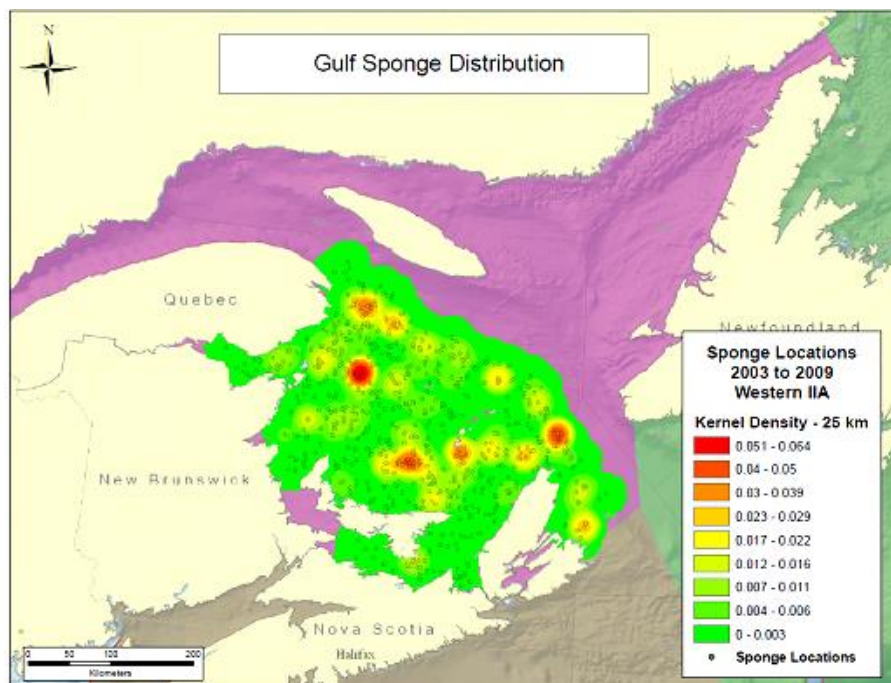 N
Gulf Sponge Distribution
Quebec
Newfoundland
New Brunswick
Nova Scotia
Halifax
0 50 100 200
Kilometers
Sponge Locations
2003 to 2009
Western IIA
Kernel Density - 25 km
0.051 - 0.064
0.04 - 0.05
0.03 - 0.039
0.023 - 0.029
0.017 - 0.022
0.012 - 0.016
0.007 - 0.011
0.004 - 0.006
0 - 0.003
Sponge Locations